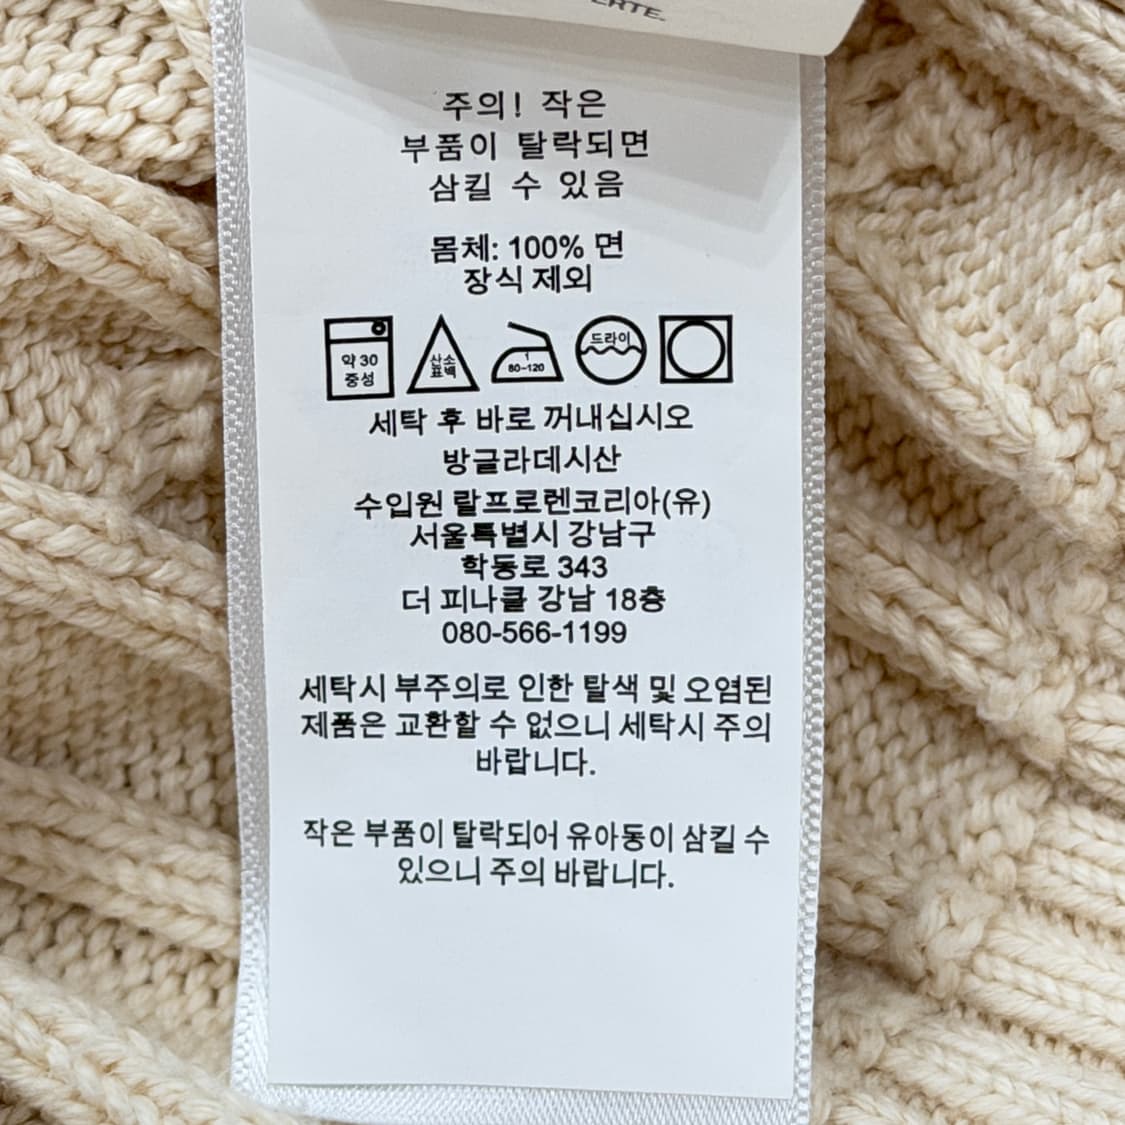 주의! 작은
부품이 탈락되면
삼킬 수 있음
몸체: 100% 면
장식 제외
약 30
중성
산소
표백
1
80~120
드라이
세탁 후 바로 꺼내십시오
방글라데시산
수입원 랄프로렌코리아(유)
서울특별시 강남구
학동로 343
더 피나클 강남 18층
080-566-1199
세탁시 부주의로 인한 탈색 및 오염된
제품은 교환할 수 없으니 세탁시 주의
바랍니다.
작은 부품이 탈락되어 유아동이 삼킬 수
있으니 주의 바랍니다.